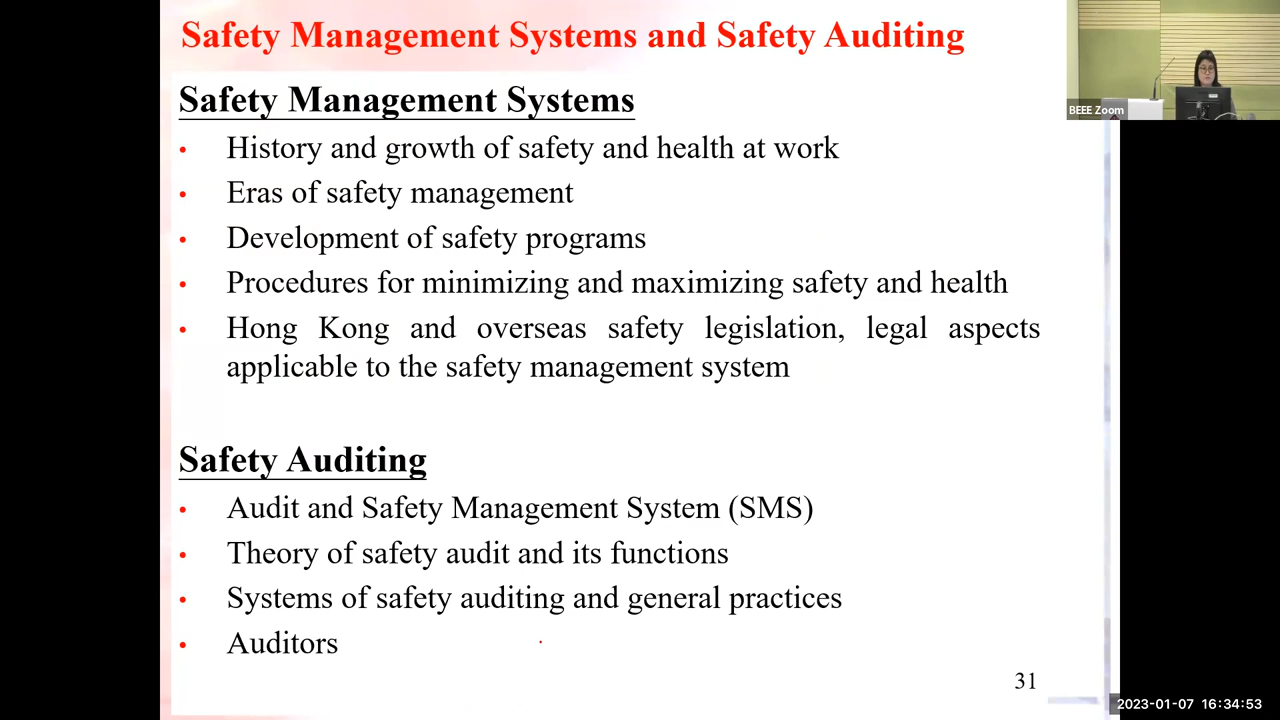 Safety Management Systems and Safety Auditing
Safety Management Systems
• History and growth of safety and health at work
• Eras of safety management
• Development of safety programs
• Procedures for minimizing and maximizing safety and health
• Hong Kong and overseas safety legislation, legal aspects
applicable to the safety management system
Safety Auditing
• Audit and Safety Management System (SMS)
• Theory of safety audit and its functions
• Systems of safety auditing and general practices
• Auditors
31
BEEE Zoom
2023-01-07 16:34:53